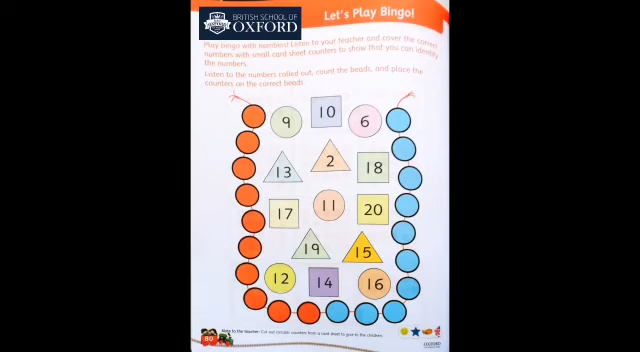 BRITISH SCHOOL OF
OXFORD
Let's Play Bingo!
Play bingo with numbers! Listen to your teacher and cover the correct
numbers with small card sheet counters to show that you can identify
the numbers.
Listen to the numbers called out, count the beads, and place the
counters on the correct beads.
9 10 6
13 2 18
17 11 20
19 15
12 14 16
80
Note to the teacher: Cut out circular counters from a card sheet to give to the children.
OXFORD